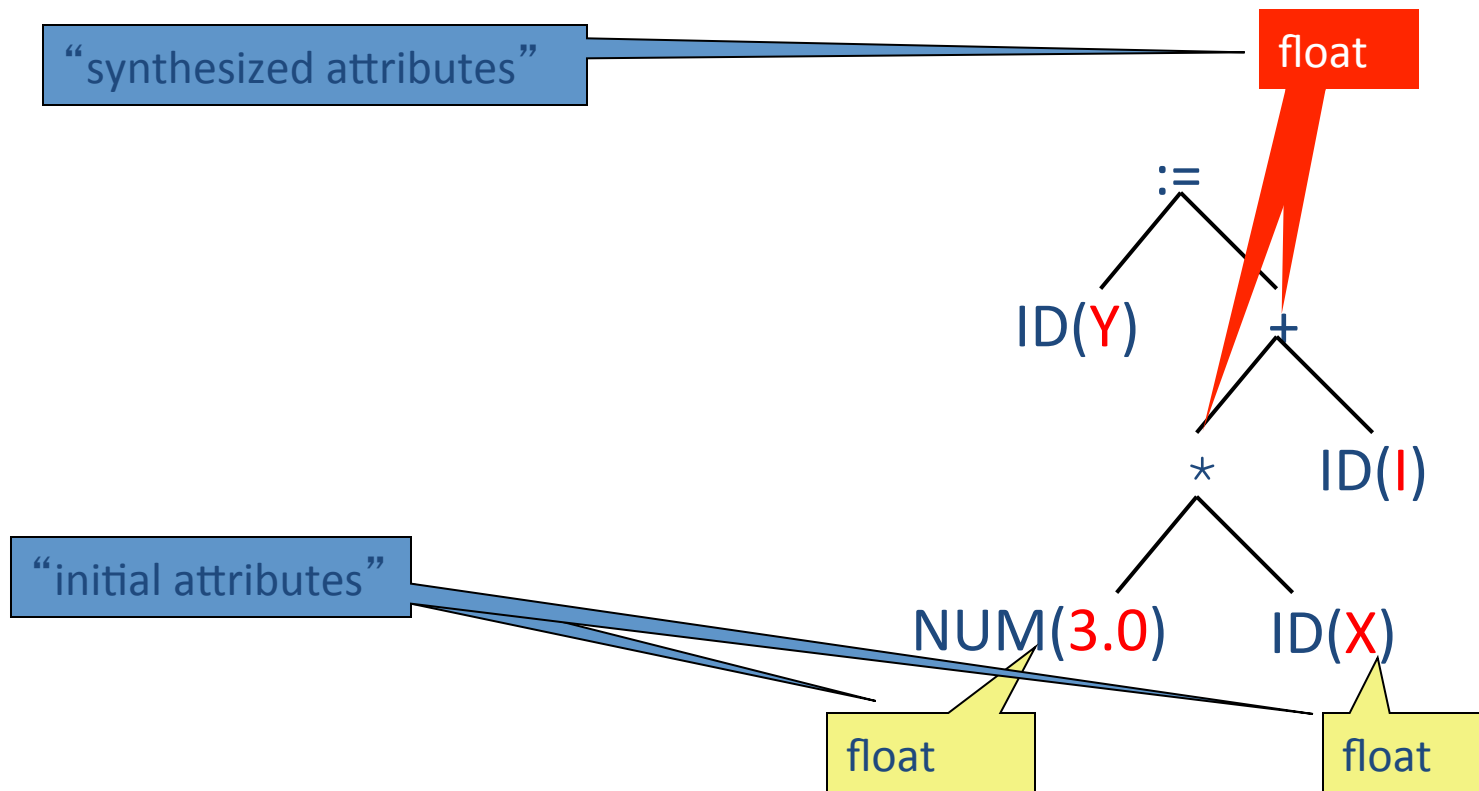 “synthesized attributes”
float
:=
ID(Y)
+
*
ID(I)
“initial attributes”
NUM(3.0)
ID(X)
float
float